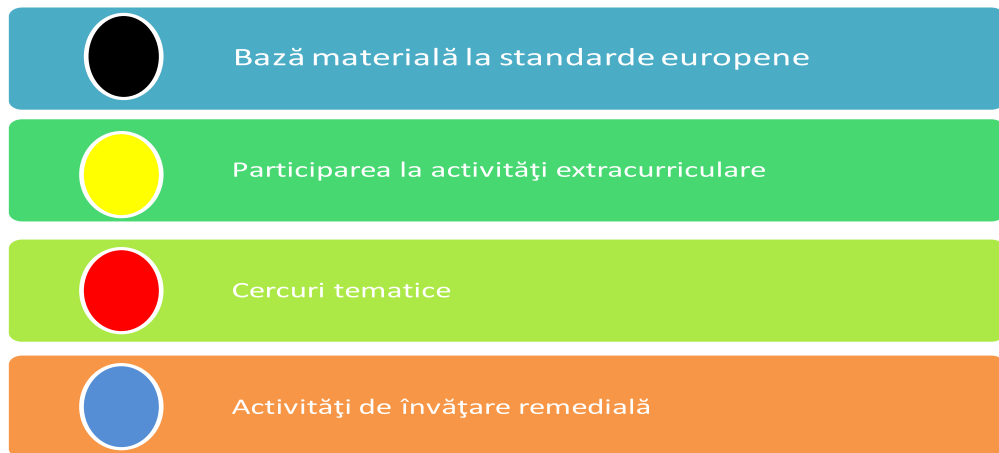 Bază materială la standarde europene
Participarea la activităţi extracurriculare
Cercuri tematice
Activităţi de învăţare remedială